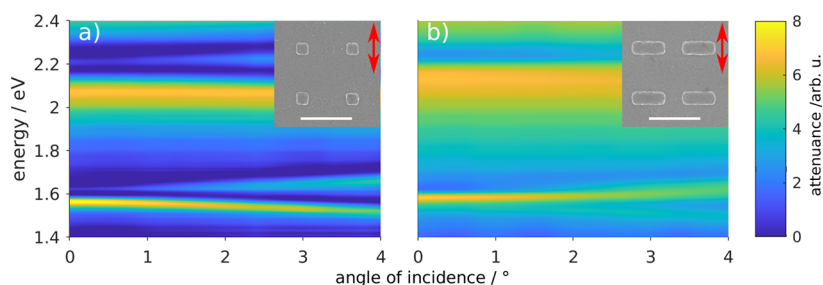 a)
b)
2.4
2.2
2
1.8
1.6
1.4
energy / eV
0 1 2 3 4
0 1 2 3 4
angle of incidence / °
8
6
4
2
0
attenuance /arb. u.